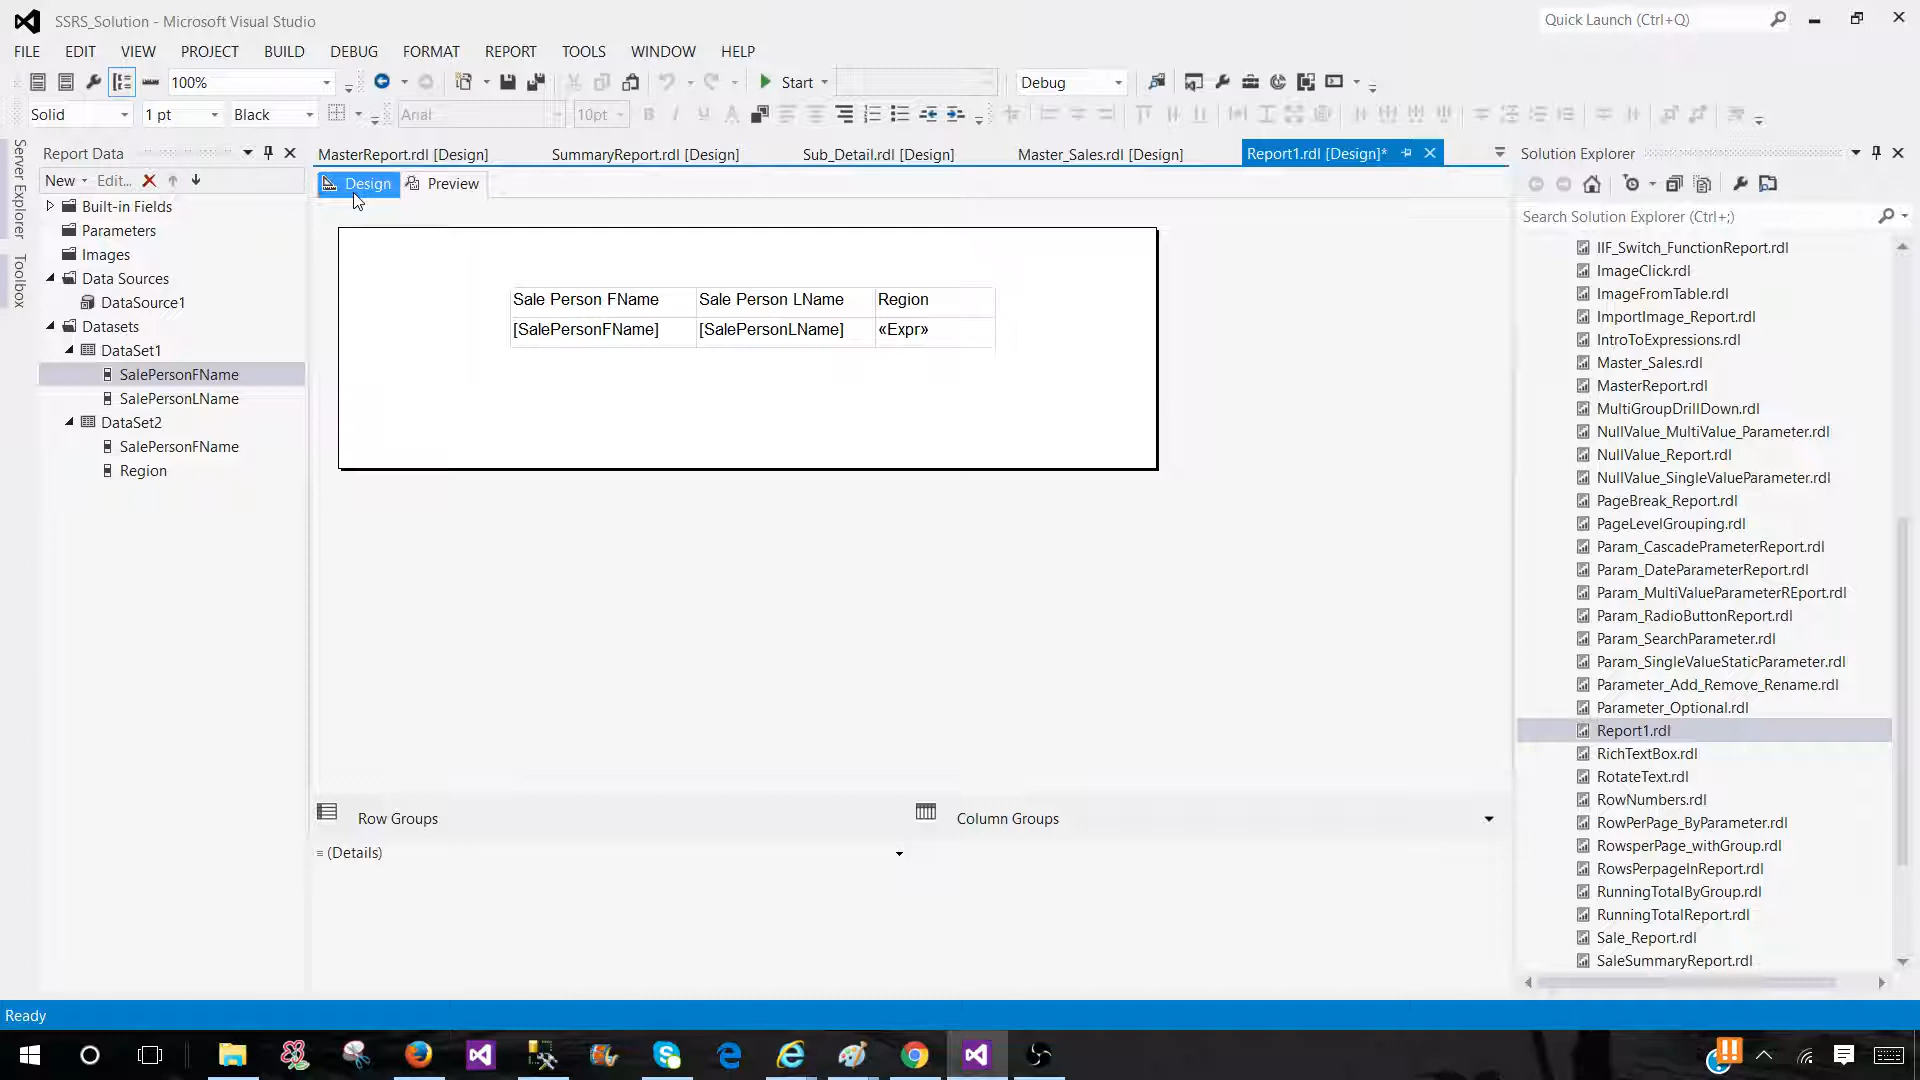 SSRS_Solution - Microsoft Visual Studio
Quick Launch (Ctrl+Q)
FILE EDIT VIEW PROJECT BUILD DEBUG FORMAT REPORT TOOLS WINDOW HELP
100% Start Debug
Solid 1 pt Black Arial 10pt B I U A
Server Explorer
Toolbox
Report Data
New Edit...
Built-in Fields
Parameters
Images
Data Sources
DataSource1
Datasets
DataSet1
SalePersonFName
SalePersonLName
DataSet2
SalePersonFName
Region
MasterReport.rdl [Design] SummaryReport.rdl [Design] Sub_Detail.rdl [Design] Master_Sales.rdl [Design] Report1.rdl [Design]*
Design Preview
Sale Person FName Sale Person LName Region
[SalePersonFName] [SalePersonLName] «Expr»
Row Groups Column Groups
(Details)
Solution Explorer
Search Solution Explorer (Ctrl+;)
IIF_Switch_FunctionReport.rdl
ImageClick.rdl
ImageFromTable.rdl
ImportImage_Report.rdl
IntroToExpressions.rdl
Master_Sales.rdl
MasterReport.rdl
MultiGroupDrillDown.rdl
NullValue_MultiValue_Parameter.rdl
NullValue_Report.rdl
NullValue_SingleValueParameter.rdl
PageBreak_Report.rdl
PageLevelGrouping.rdl
Param_CascadePrameterReport.rdl
Param_DateParameterReport.rdl
Param_MultiValueParameterREport.rdl
Param_RadioButtonReport.rdl
Param_SearchParameter.rdl
Param_SingleValueStaticParameter.rdl
Parameter_Add_Remove_Rename.rdl
Parameter_Optional.rdl
Report1.rdl
RichTextBox.rdl
RotateText.rdl
RowNumbers.rdl
RowPerPage_ByParameter.rdl
RowsperPage_withGroup.rdl
RowsPerpageInReport.rdl
RunningTotalByGroup.rdl
RunningTotalReport.rdl
Sale_Report.rdl
SaleSummaryReport.rdl
Ready